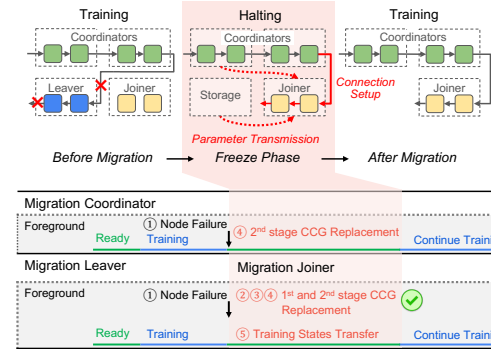 Training
Halting
Training
Coordinators
Coordinators
Coordinators
Leaver
Joiner
Storage
Joiner
Joiner
Connection
Setup
Parameter Transmission
Before Migration
Freeze Phase
After Migration
Migration Coordinator
Foreground
① Node Failure
④ 2nd stage CCG Replacement
Ready
Training
Continue Traini
Migration Leaver
Migration Joiner
Foreground
① Node Failure
②③④ 1st and 2nd stage CCG
Replacement
⑤ Training States Transfer
Ready
Training
Continue Traini